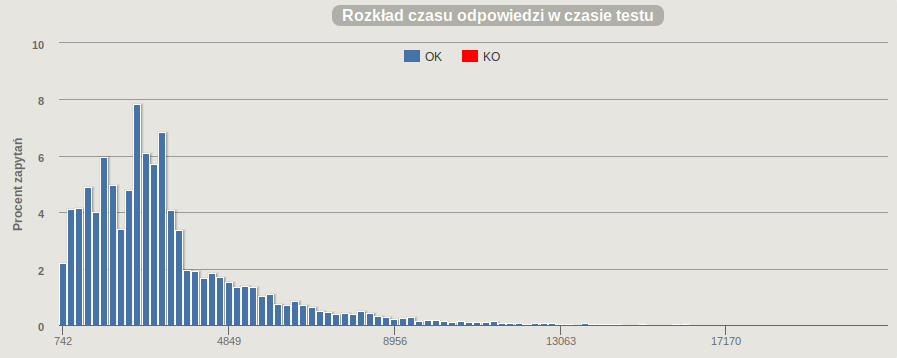 Rozkład czasu odpowiedzi w czasie testu
OK KO
Procent zapytań
10
8
6
4
2
0
742 4849 8956 13063 17170